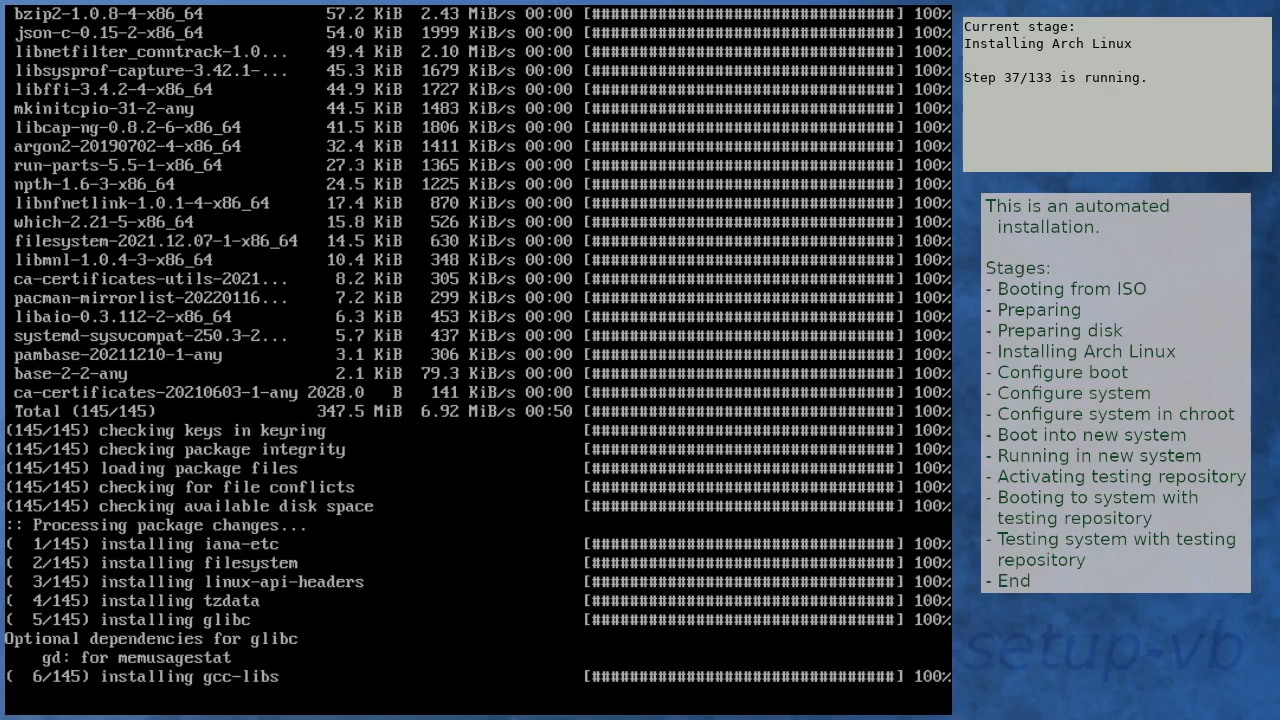 bzip2-1.0.8-4-x86_64 57.2 KiB 2.43 MiB/s 00:00 [################################] 100%
json-c-0.15-2-x86_64 54.0 KiB 1999 KiB/s 00:00 [################################] 100%
libnetfilter_conntrack-1.0... 49.4 KiB 2.10 MiB/s 00:00 [################################] 100%
libsysprof-capture-3.42.1-... 45.3 KiB 1679 KiB/s 00:00 [################################] 100%
libffi-3.4.2-4-x86_64 44.9 KiB 1727 KiB/s 00:00 [################################] 100%
mkinitcpio-31-2-any 44.5 KiB 1483 KiB/s 00:00 [################################] 100%
libcap-ng-0.8.2-6-x86_64 41.5 KiB 1806 KiB/s 00:00 [################################] 100%
argon2-20190702-4-x86_64 32.4 KiB 1411 KiB/s 00:00 [################################] 100%
run-parts-5.5-1-x86_64 27.3 KiB 1365 KiB/s 00:00 [################################] 100%
npth-1.6-3-x86_64 24.5 KiB 1225 KiB/s 00:00 [################################] 100%
libnfnetlink-1.0.1-4-x86_64 17.4 KiB 870 KiB/s 00:00 [################################] 100%
which-2.21-5-x86_64 15.8 KiB 526 KiB/s 00:00 [################################] 100%
filesystem-2021.12.07-1-x86_64 14.5 KiB 630 KiB/s 00:00 [################################] 100%
libmnl-1.0.4-3-x86_64 10.4 KiB 348 KiB/s 00:00 [################################] 100%
ca-certificates-utils-2021... 8.2 KiB 305 KiB/s 00:00 [################################] 100%
pacman-mirrorlist-20220116... 7.2 KiB 299 KiB/s 00:00 [################################] 100%
libaio-0.3.112-2-x86_64 6.3 KiB 453 KiB/s 00:00 [################################] 100%
systemd-sysvcompat-250.3-2... 5.7 KiB 437 KiB/s 00:00 [################################] 100%
pambase-20211210-1-any 3.1 KiB 306 KiB/s 00:00 [################################] 100%
base-2-2-any 2.1 KiB 79.3 KiB/s 00:00 [################################] 100%
ca-certificates-20210603-1-any 2028.0 B 141 KiB/s 00:00 [################################] 100%
Total (145/145) 347.5 MiB 6.92 MiB/s 00:50 [################################] 100%
(145/145) checking keys in keyring [################################] 100%
(145/145) checking package integrity [################################] 100%
(145/145) loading package files [################################] 100%
(145/145) checking for file conflicts [################################] 100%
(145/145) checking available disk space [################################] 100%
:: Processing package changes...
( 1/145) installing iana-etc [################################] 100%
( 2/145) installing filesystem [################################] 100%
( 3/145) installing linux-api-headers [################################] 100%
( 4/145) installing tzdata [################################] 100%
( 5/145) installing glibc [################################] 100%
Optional dependencies for glibc
gd: for memusagestat
( 6/145) installing gcc-libs [################################] 100%
Current stage:
Installing Arch Linux
Step 37/133 is running.
This is an automated
installation.
Stages:
- Booting from ISO
- Preparing
- Preparing disk
- Installing Arch Linux
- Configure boot
- Configure system
- Configure system in chroot
- Boot into new system
- Running in new system
- Activating testing repository
- Booting to system with
testing repository
- Testing system with testing
repository
- End
setup-vb